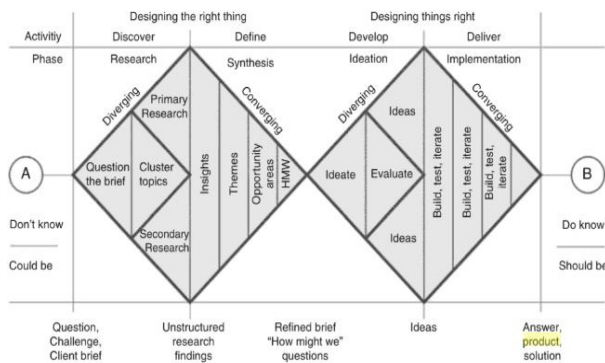 Designing the right thing
Designing things right
Activitiy
Discover
Define
Develop
Deliver
Phase
Research
Synthesis
Ideation
Implementation
Diverging
Converging
Diverging
Converging
Primary
Research
Question
the brief
Cluster
topics
Secondary
Research
Insights
Themes
Opportunity
areas
HMW
Ideas
Ideate
Evaluate
Ideas
Build, test, iterate
Build, test, iterate
Build, test,
iterate
A
B
Don't know
Could be
Do know
Should be
Question,
Challenge,
Client brief
Unstructured
research
findings
Refined brief
"How might we"
questions
Ideas
Answer,
product,
solution